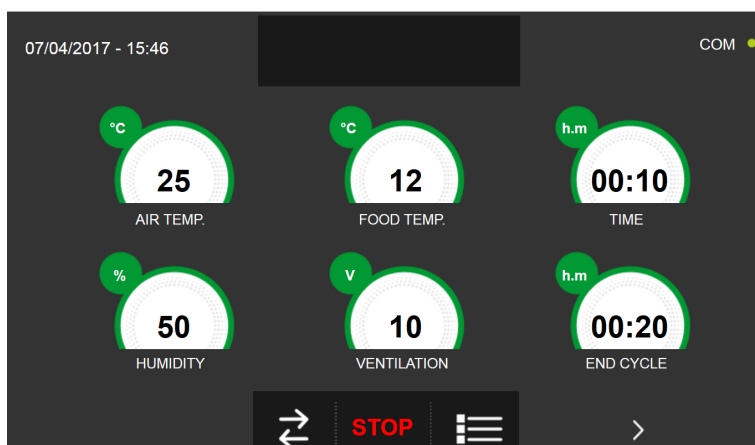 07/04/2017 - 15:46
COM
°C
°C
h.m
25
12
00:10
AIR TEMP.
FOOD TEMP.
TIME
%
V
h.m
50
10
00:20
HUMIDITY
VENTILATION
END CYCLE
STOP